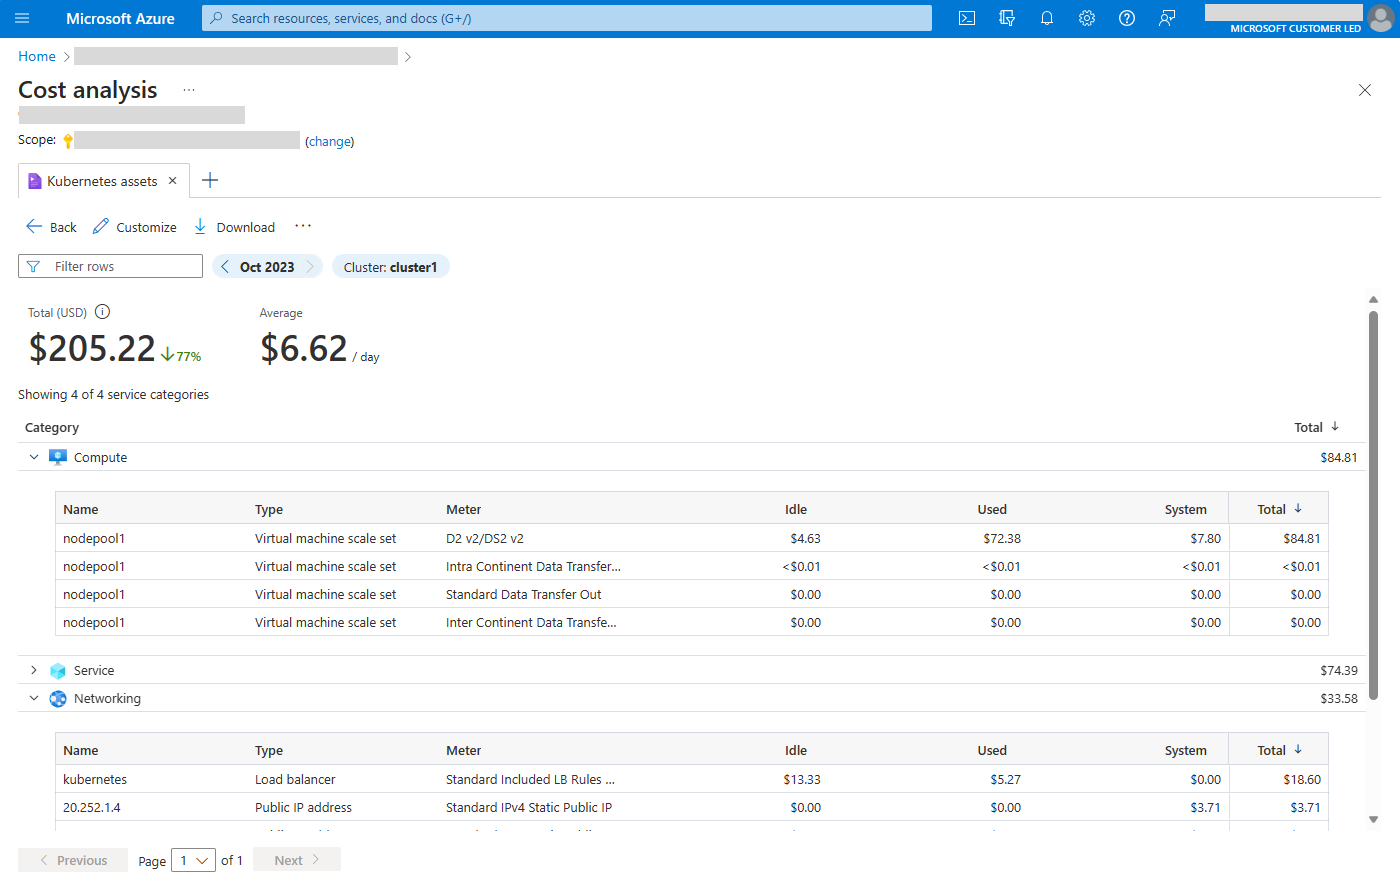 Microsoft Azure
Search resources, services, and docs (G+/)
MICROSOFT CUSTOMER LED
Home
Cost analysis
...
Scope: (change)
Kubernetes assets
Back Customize Download ...
Filter rows Oct 2023 Cluster: cluster1
Total (USD) Average
$205.22 77% $6.62 / day
Showing 4 of 4 service categories
Category Total
Compute $84.81
Name Type Meter Idle Used System Total
nodepool1 Virtual machine scale set D2 v2/DS2 v2 $4.63 $72.38 $7.80 $84.81
nodepool1 Virtual machine scale set Intra Continent Data Transfer... <$0.01 <$0.01 <$0.01 <$0.01
nodepool1 Virtual machine scale set Standard Data Transfer Out $0.00 $0.00 $0.00 $0.00
nodepool1 Virtual machine scale set Inter Continent Data Transfe... $0.00 $0.00 $0.00 $0.00
Service $74.39
Networking $33.58
Name Type Meter Idle Used System Total
kubernetes Load balancer Standard Included LB Rules ... $13.33 $5.27 $0.00 $18.60
20.252.1.4 Public IP address Standard IPv4 Static Public IP $0.00 $0.00 $3.71 $3.71
Previous Page 1 of 1 Next